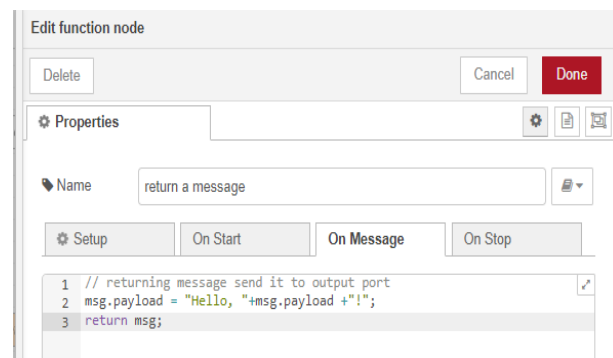 Edit function node
Delete
Cancel
Done
Properties
Name
return a message
Setup
On Start
On Message
On Stop
1 // returning message send it to output port
2 msg.payload = "Hello, "+msg.payload +"!";
3 return msg;